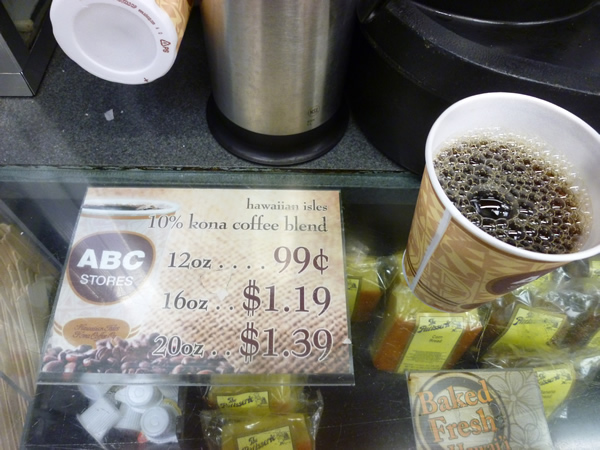 hawaiian isles
10% kona coffee blend
ABC
STORES
12oz .... 99¢
16oz .. $1.19
20oz .. $1.39
Baked
Fresh